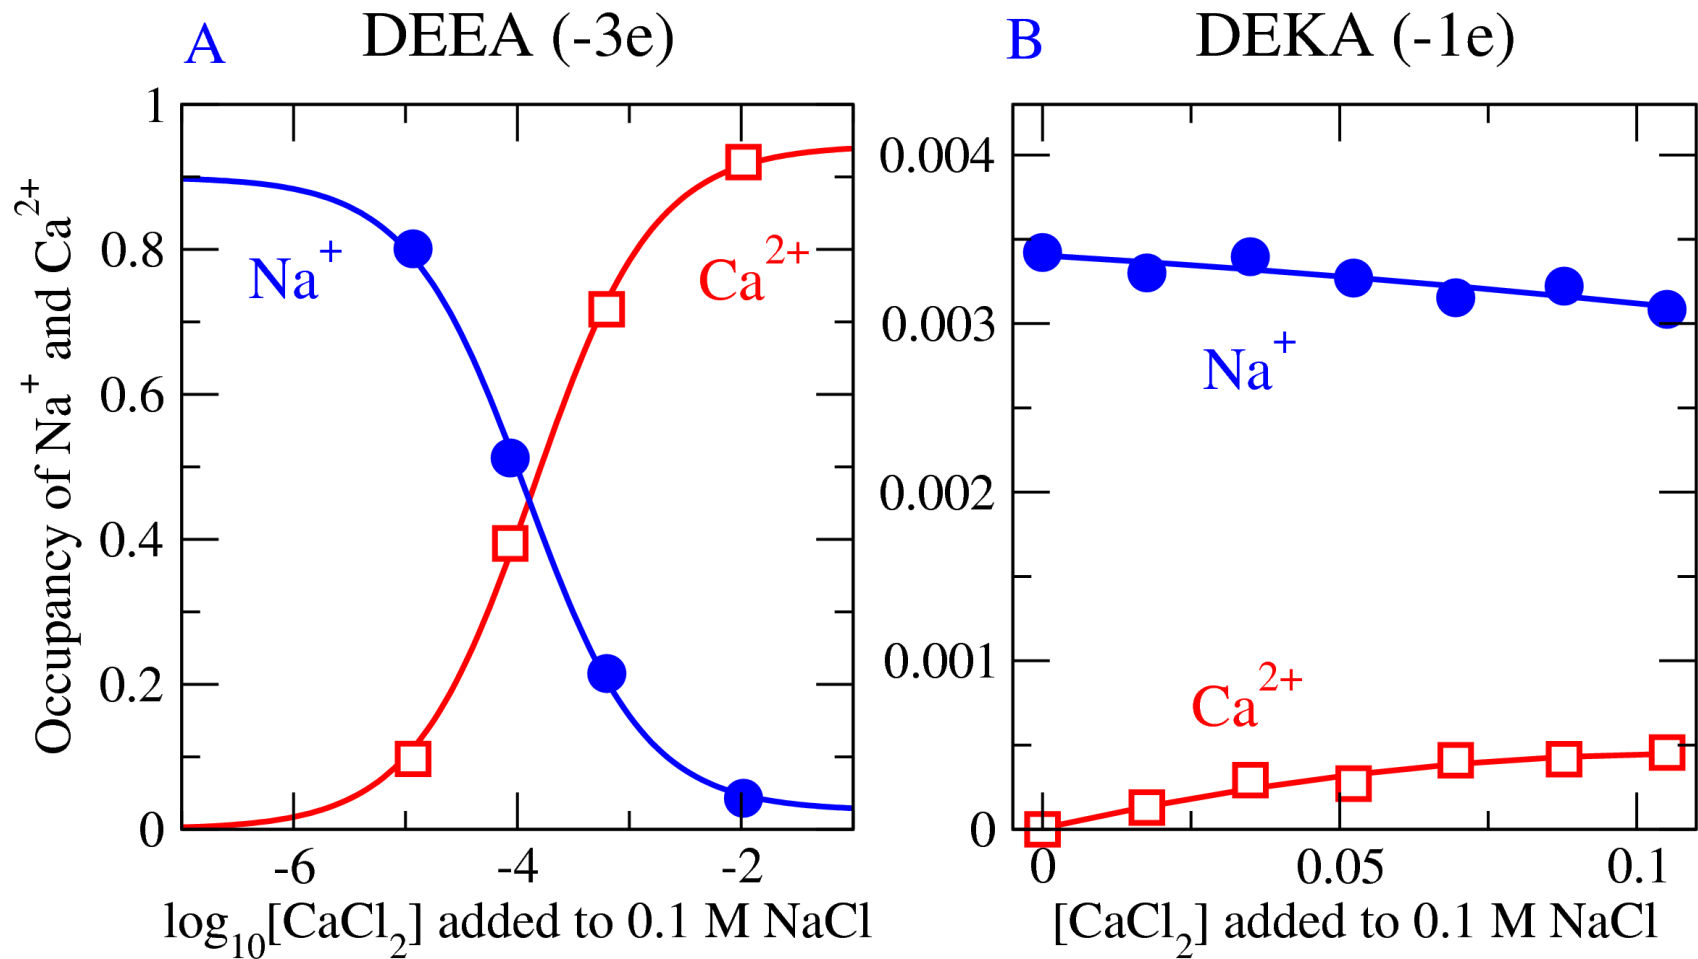 A
DEEA (-3e)
B
DEKA (-1e)
Occupancy of Na⁺ and Ca²⁺
1
0.8
0.6
0.4
0.2
0
Na⁺
Ca²⁺
-6
-4
-2
log₁₀[CaCl₂] added to 0.1 M NaCl
0.004
0.003
0.002
0.001
0
Na⁺
Ca²⁺
0
0.05
0.1
[CaCl₂] added to 0.1 M NaCl